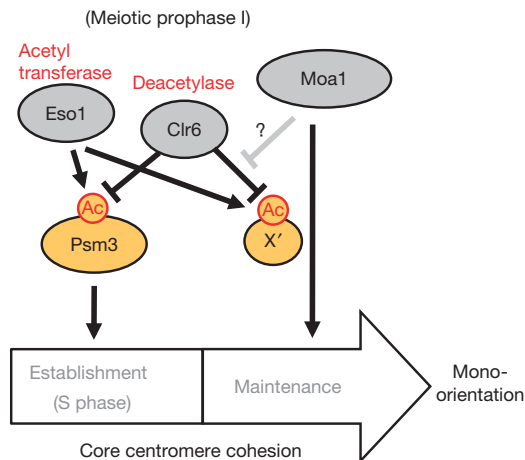 (Meiotic prophase I)
Acetyl
transferase
Deacetylase
Moa1
Eso1
Clr6
?
Ac
Ac
Psm3
X′
Establishment
(S phase)
Maintenance
Mono-
orientation
Core centromere cohesion